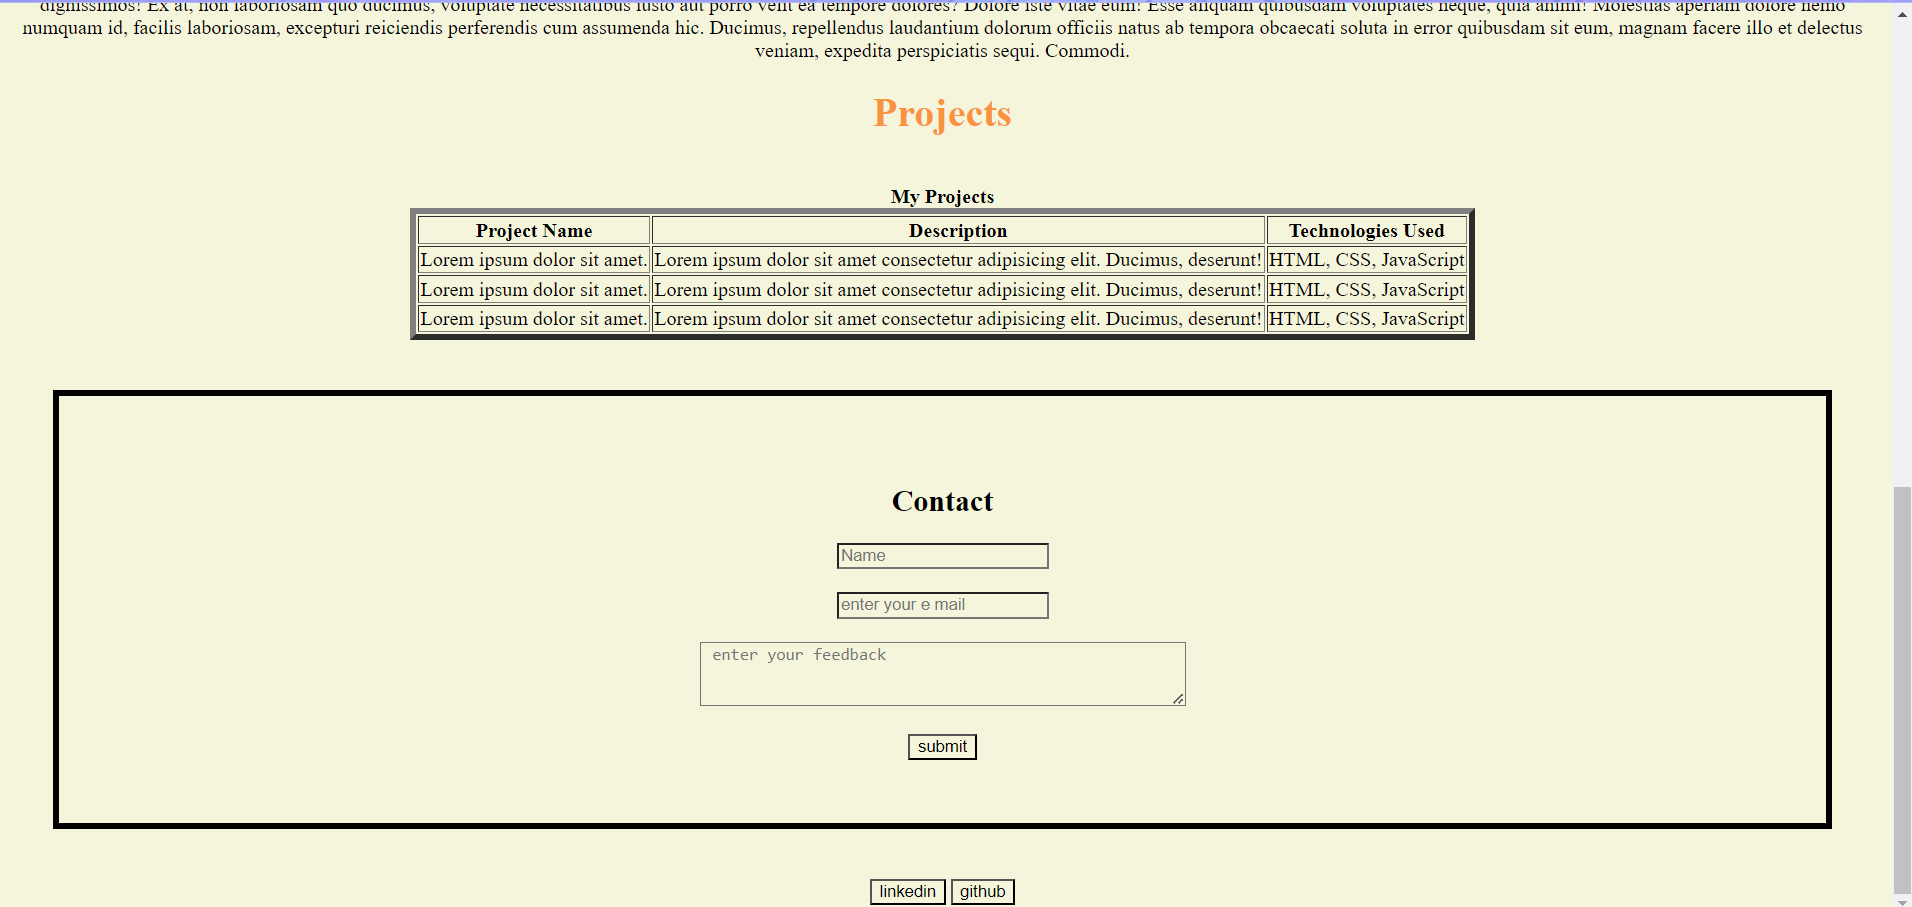 dignissimos! Ex at, non laboriosam quo ducimus, voluptate necessitatibus iusto aut porro velit ea tempore dolores? Dolore iste vitae eum! Esse aliquam quibusdam voluptates neque, quia animi! Molestias aperiam dolore nemo
numquam id, facilis laboriosam, excepturi reiciendis perferendis cum assumenda hic. Ducimus, repellendus laudantium dolorum officiis natus ab tempora obcaecati soluta in error quibusdam sit eum, magnam facere illo et delectus
veniam, expedita perspiciatis sequi. Commodi.
Projects
My Projects
Project Name Description Technologies Used
Lorem ipsum dolor sit amet. Lorem ipsum dolor sit amet consectetur adipisicing elit. Ducimus, deserunt! HTML, CSS, JavaScript
Lorem ipsum dolor sit amet. Lorem ipsum dolor sit amet consectetur adipisicing elit. Ducimus, deserunt! HTML, CSS, JavaScript
Lorem ipsum dolor sit amet. Lorem ipsum dolor sit amet consectetur adipisicing elit. Ducimus, deserunt! HTML, CSS, JavaScript
Contact
Name
enter your e mail
enter your feedback
submit
linkedin github